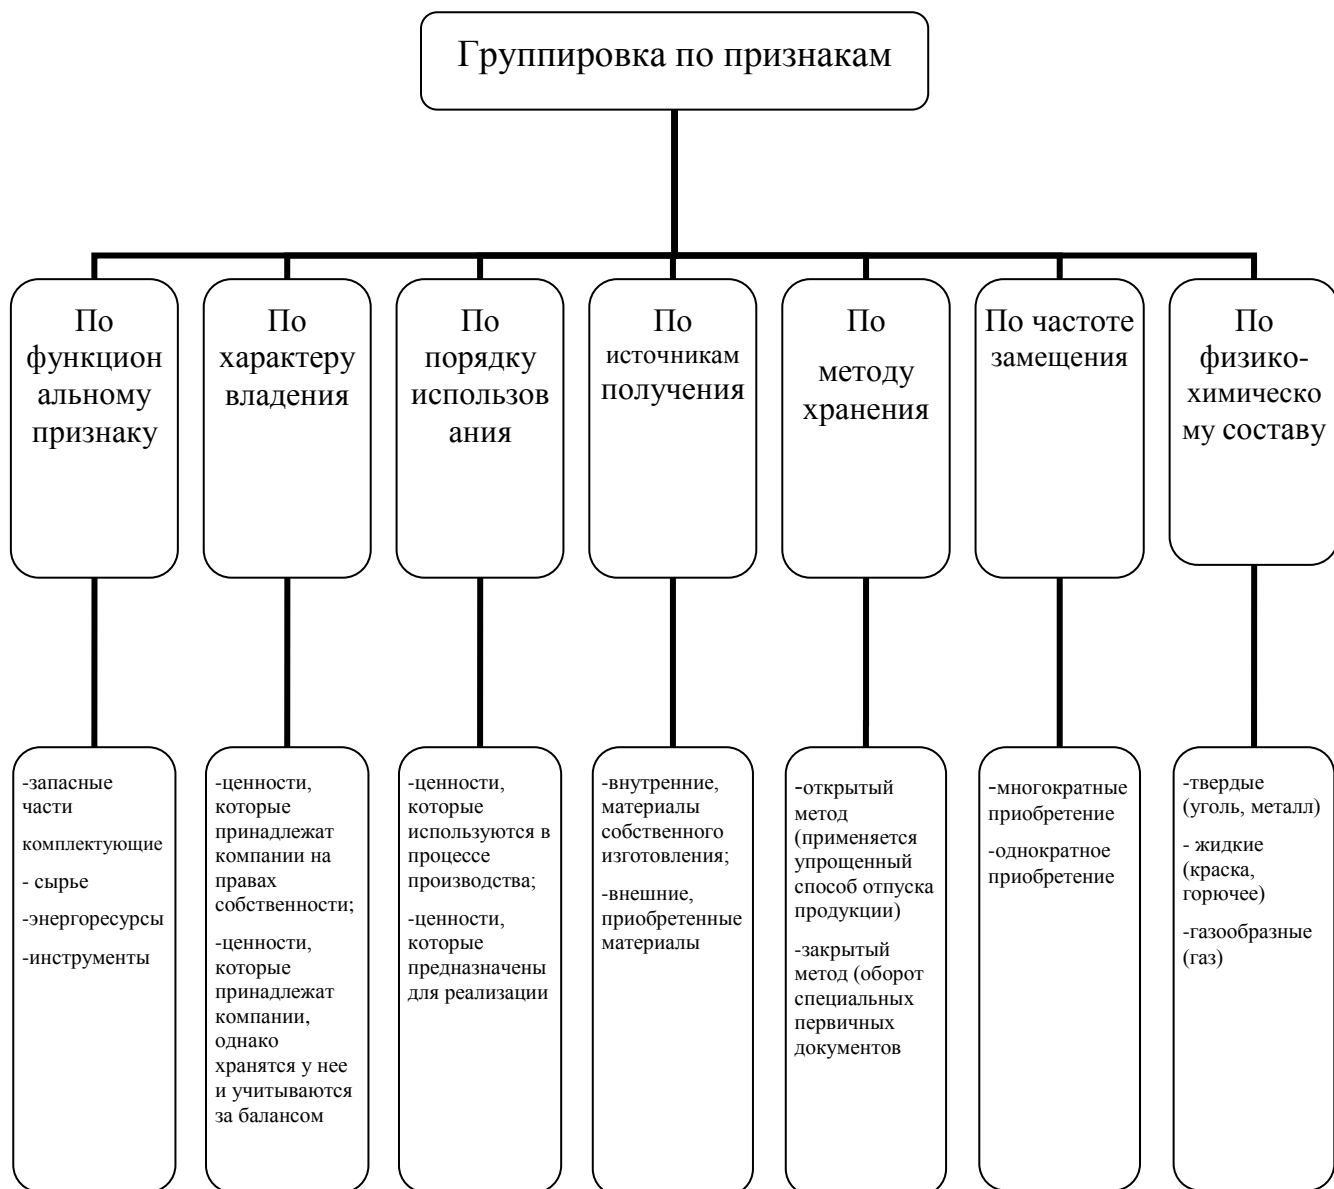 Группировка по признакам
По
функцион
альному
признаку
По
характеру
владения
По
порядку
использов
ания
По
источникам
получения
По
методу
хранения
По частоте
замещения
По
физико-
химическо
му составу
-запасные
части
комплектующие
- сырье
-энергоресурсы
-инструменты
-ценности,
которые
принадлежат
компании на
правах
собственности;
-ценности,
которые
принадлежат
компании,
однако
хранятся у нее
и учитываются
за балансом
-ценности,
которые
используются в
процессе
производства;
-ценности,
которые
предназначены
для реализации
-внутренние,
материалы
собственного
изготовления;
-внешние,
приобретенные
материалы
-открытый
метод
(применяется
упрощенный
способ отпуска
продукции)
-закрытый
метод (оборот
специальных
первичных
документов
-многократные
приобретение
-однократное
приобретение
-твердые
(уголь, металл)
- жидкие
(краска,
горючее)
-газообразные
(газ)